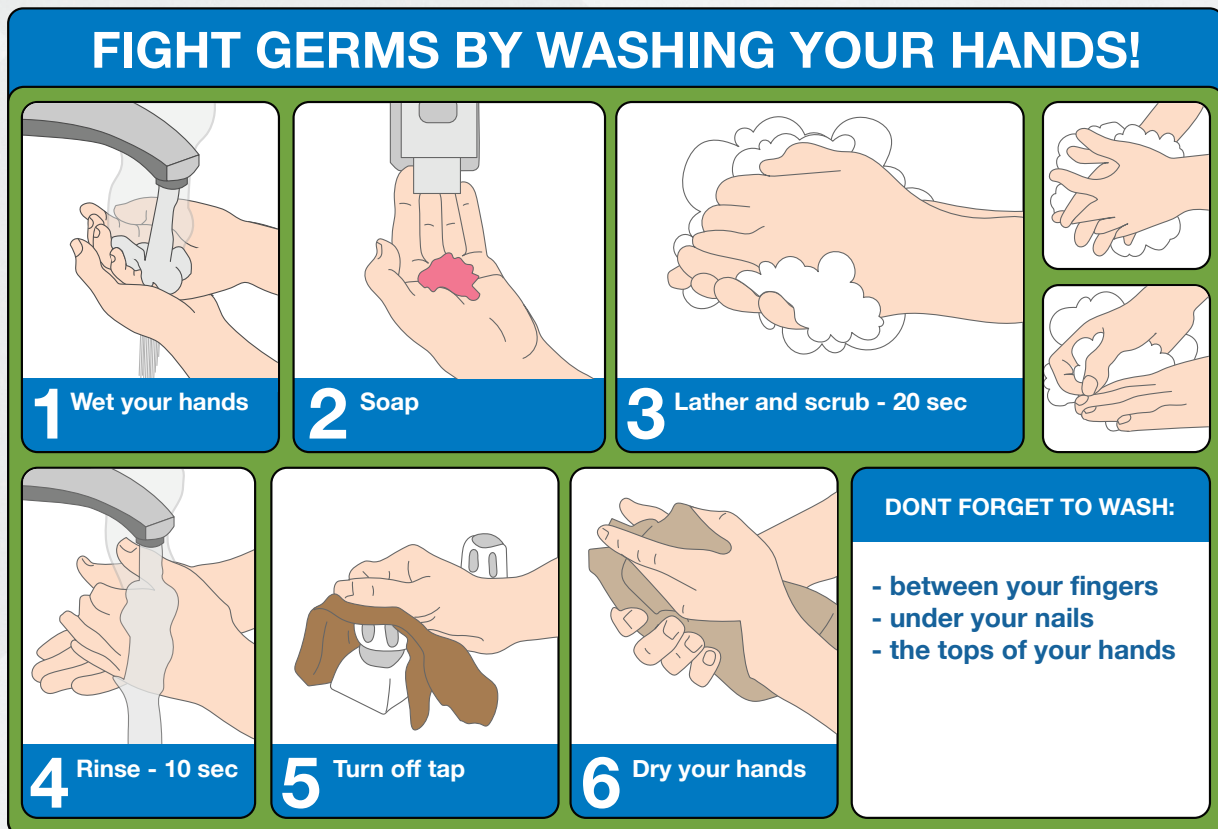 FIGHT GERMS BY WASHING YOUR HANDS!
1 Wet your hands
2 Soap
3 Lather and scrub - 20 sec
4 Rinse - 10 sec
5 Turn off tap
6 Dry your hands
DONT FORGET TO WASH:
- between your fingers
- under your nails
- the tops of your hands